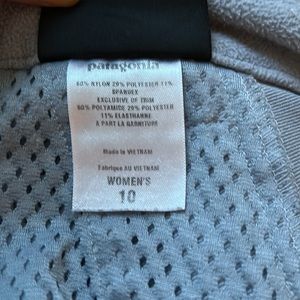 patagonia
60% NYLON 29% POLYESTER 11%
SPANDEX
EXCLUSIVE OF TRIM
60% POLYAMIDE 29% POLYESTER
11% ELASTHANNE
A PART LA GARNITURE
Made in VIETNAM
Fabriqué AU VIETNAM
WOMEN'S
10